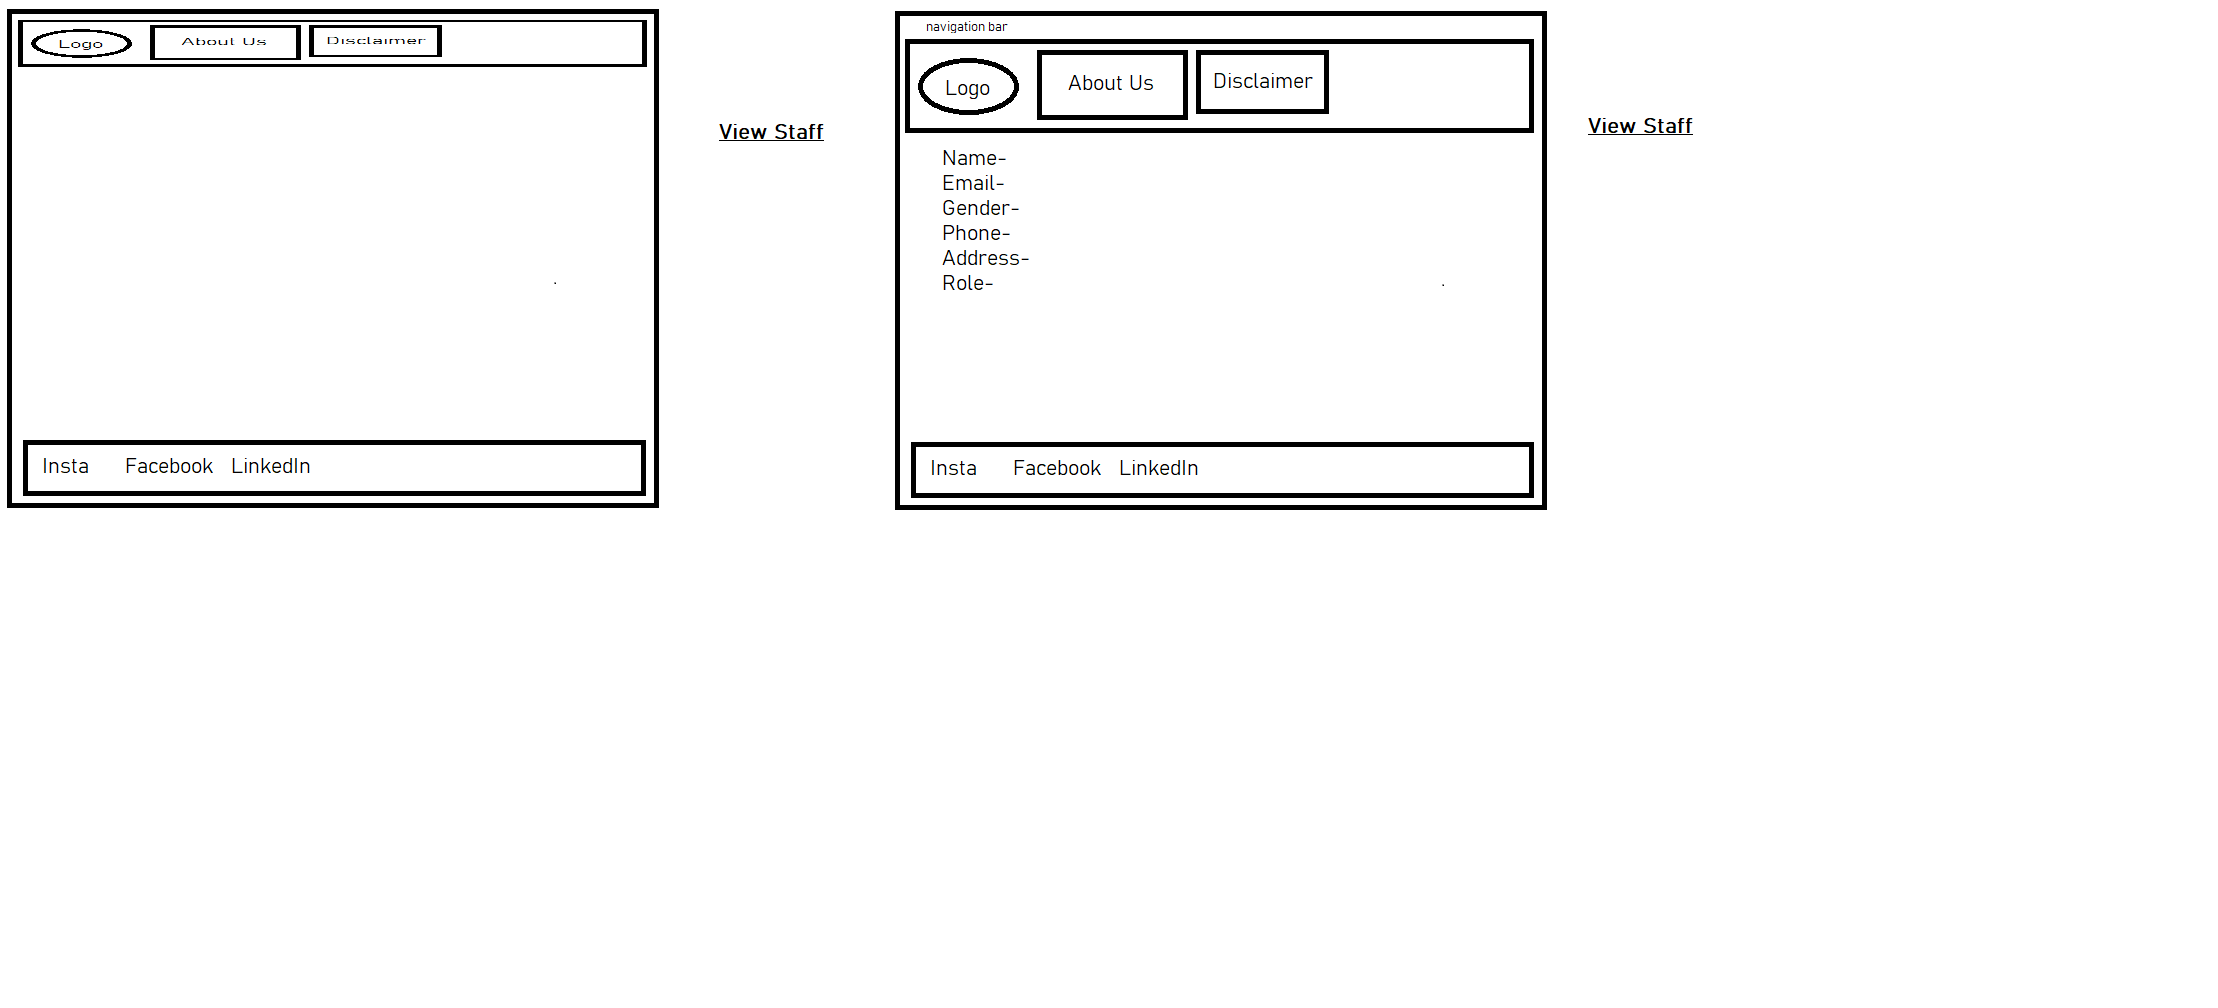 Logo About Us Disclaimer
View Staff
Insta Facebook LinkedIn
navigation bar
Logo About Us Disclaimer
View Staff
Name-
Email-
Gender-
Phone-
Address-
Role-
Insta Facebook LinkedIn